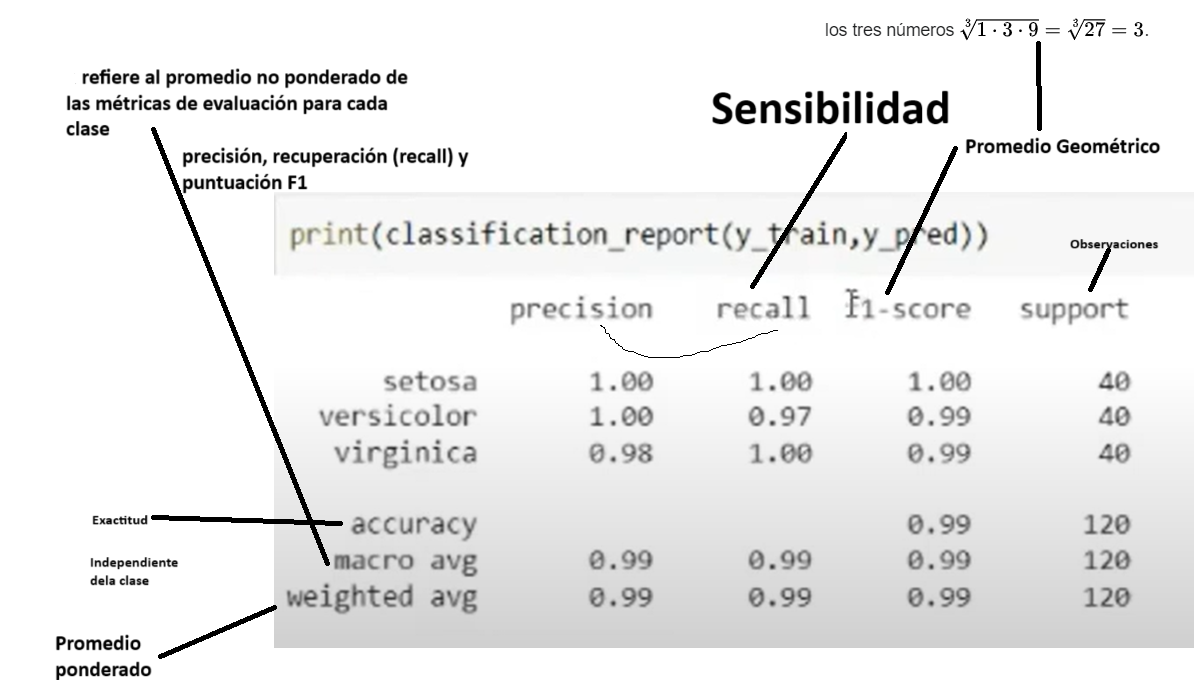 los tres números ∛1 · 3 · 9 = ∛27 = 3.
refiere al promedio no ponderado de
las métricas de evaluación para cada
clase
Sensibilidad
Promedio Geométrico
precisión, recuperación (recall) y
puntuación F1
print(classification_report(y_train,y_pred))
Observaciones
precision recall f1-score support
setosa 1.00 1.00 1.00 40
versicolor 1.00 0.97 0.99 40
virginica 0.98 1.00 0.99 40
Exactitud
accuracy 0.99 120
Independiente
dela clase
macro avg 0.99 0.99 0.99 120
weighted avg 0.99 0.99 0.99 120
Promedio
ponderado